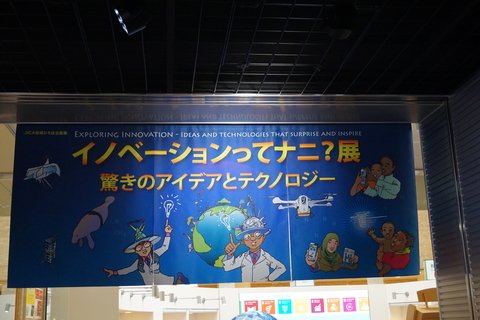 EXPLORING INNOVATION - IDEAS AND TECHNOLOGIES THAT SURPRISE AND INSPIRE
イノベーションってナニ?展
驚きのアイデアとテクノロジー